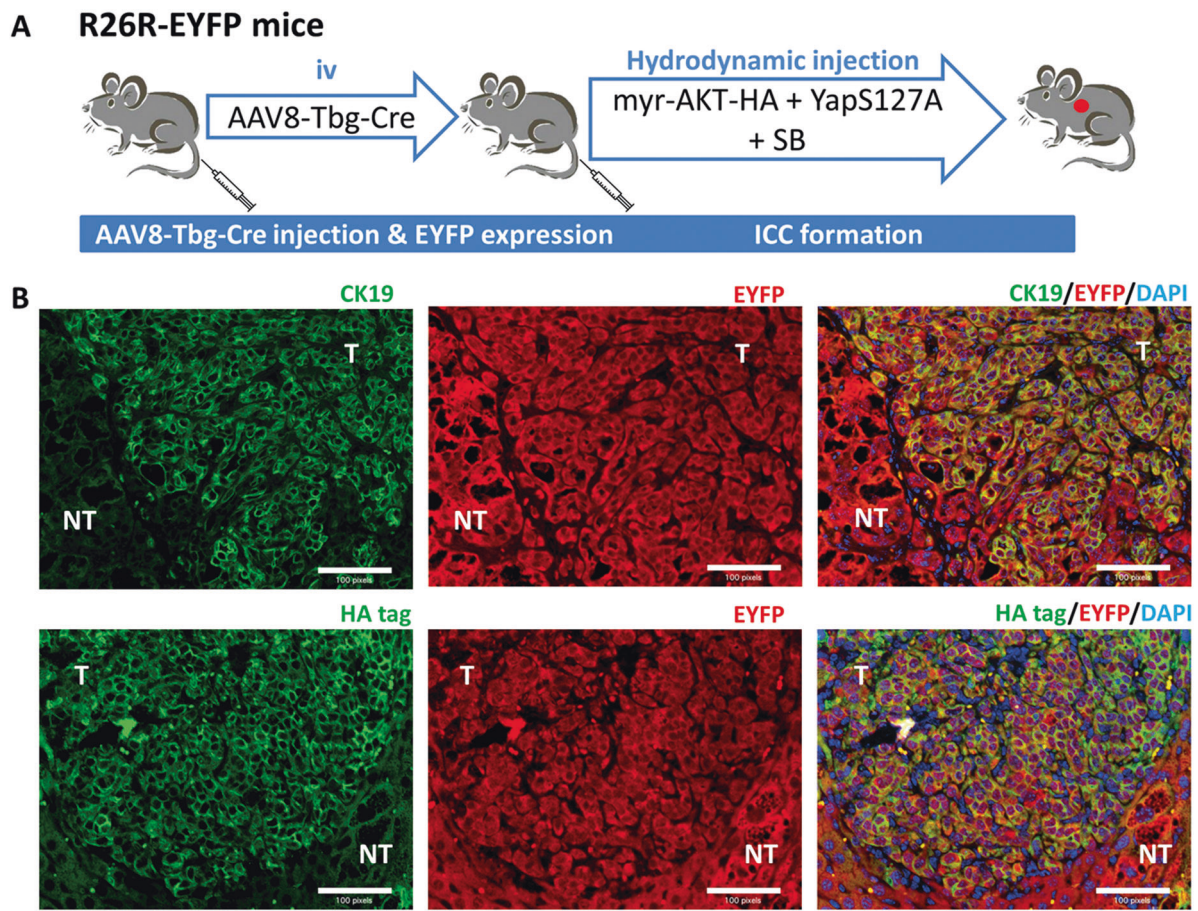 A R26R-EYFP mice
iv
AAV8-Tbg-Cre
Hydrodynamic injection
myr-AKT-HA + YapS127A
+ SB
AAV8-Tbg-Cre injection & EYFP expression ICC formation
B
CK19 EYFP CK19/EYFP/DAPI
T T T
NT NT NT
100 pixels 100 pixels 100 pixels
HA tag EYFP HA tag/EYFP/DAPI
T T T
NT NT NT
100 pixels 100 pixels 100 pixels